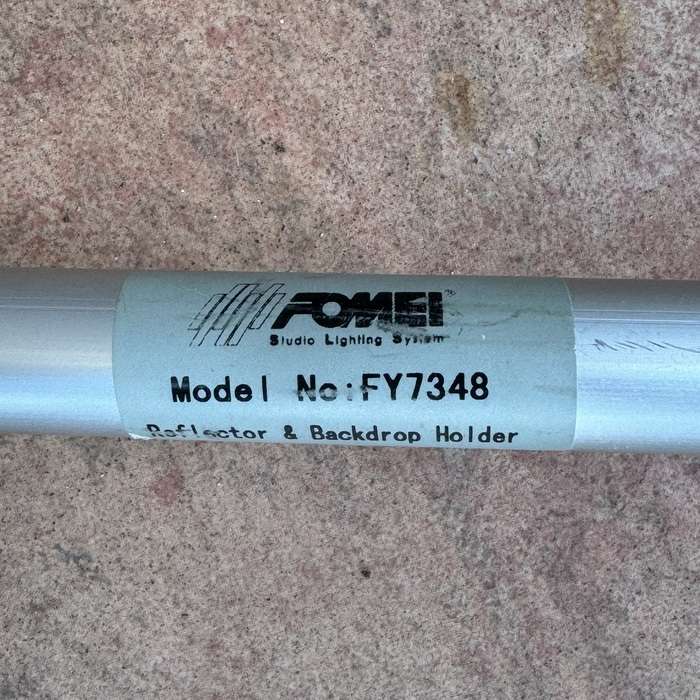 FOMEI®
Studio Lighting System
Model No:FY7348
Reflector & Backdrop Holder